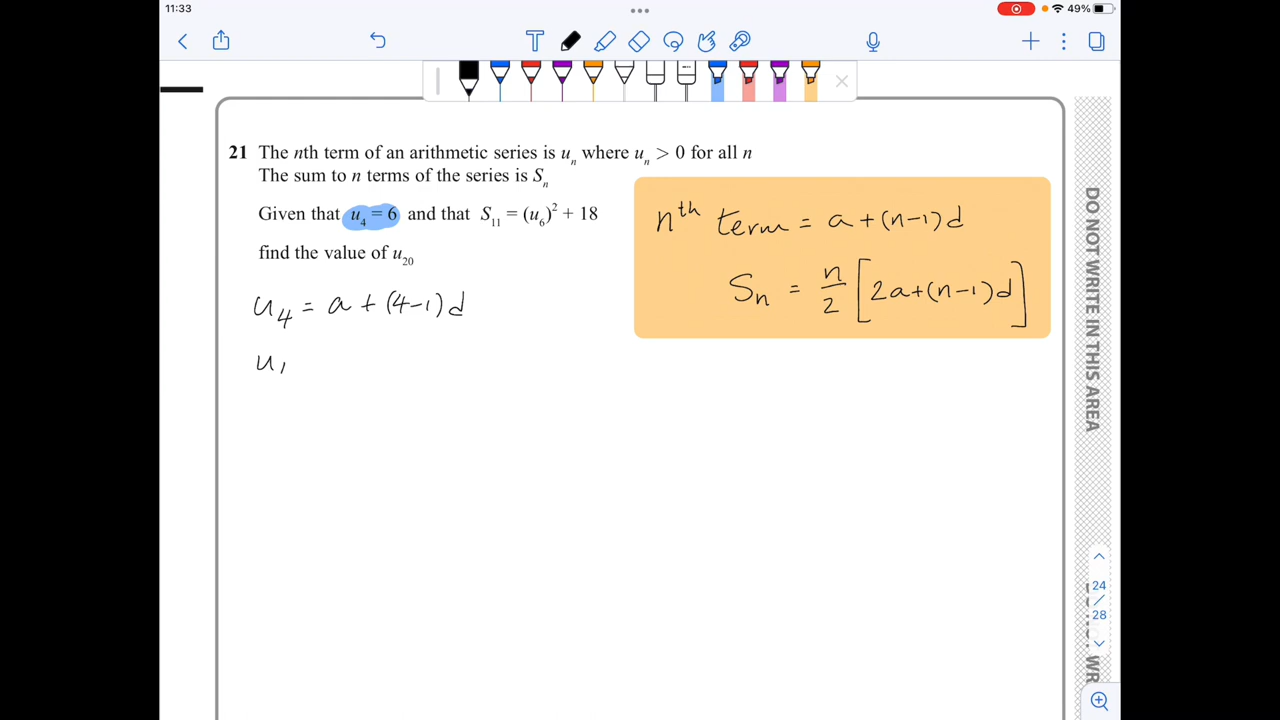 11:33
49%
21 The nth term of an arithmetic series is uₙ where uₙ > 0 for all n
The sum to n terms of the series is Sₙ
Given that u₄ = 6 and that S₁₁ = (u₆)² + 18
find the value of u₂₀
nᵗʰ term = a + (n-1)d
Sₙ = n/2 [2a + (n-1)d]
u₄ = a + (4-1)d
u
DO NOT WRITE IN THIS AREA
24
/
28
WR